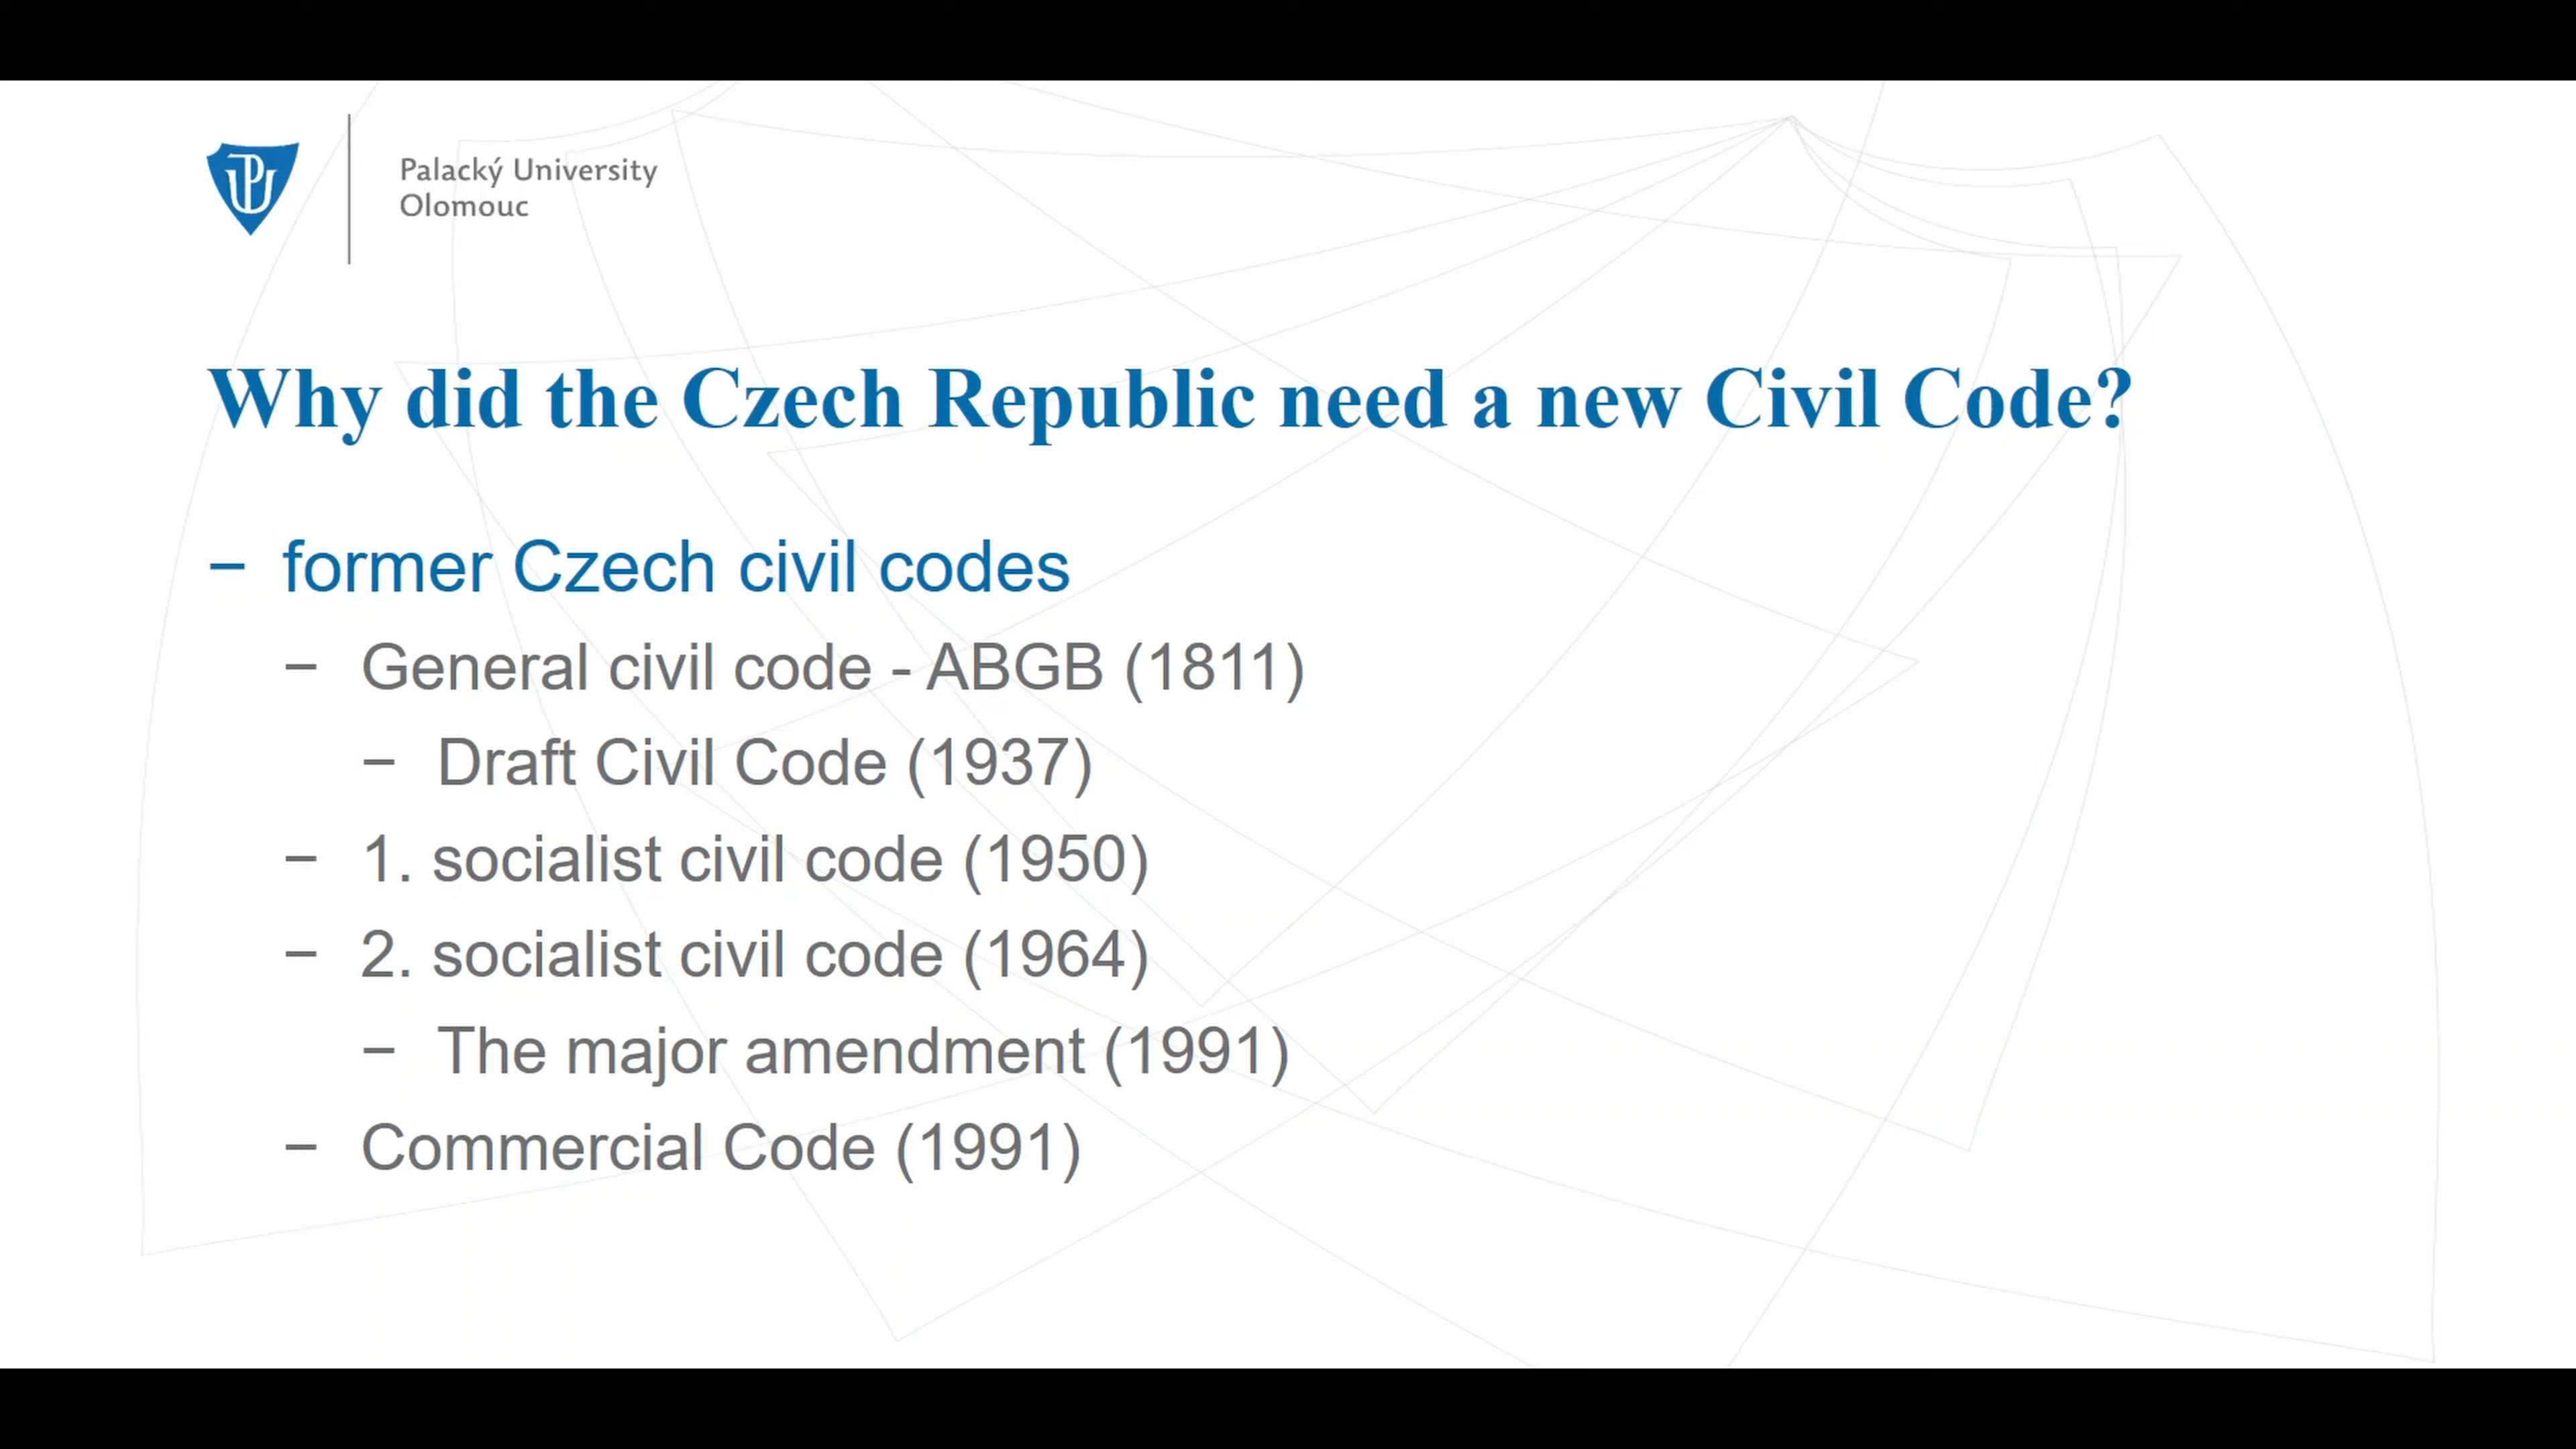 Palacký University
Olomouc
Why did the Czech Republic need a new Civil Code?
− former Czech civil codes
− General civil code - ABGB (1811)
− Draft Civil Code (1937)
− 1. socialist civil code (1950)
− 2. socialist civil code (1964)
− The major amendment (1991)
− Commercial Code (1991)